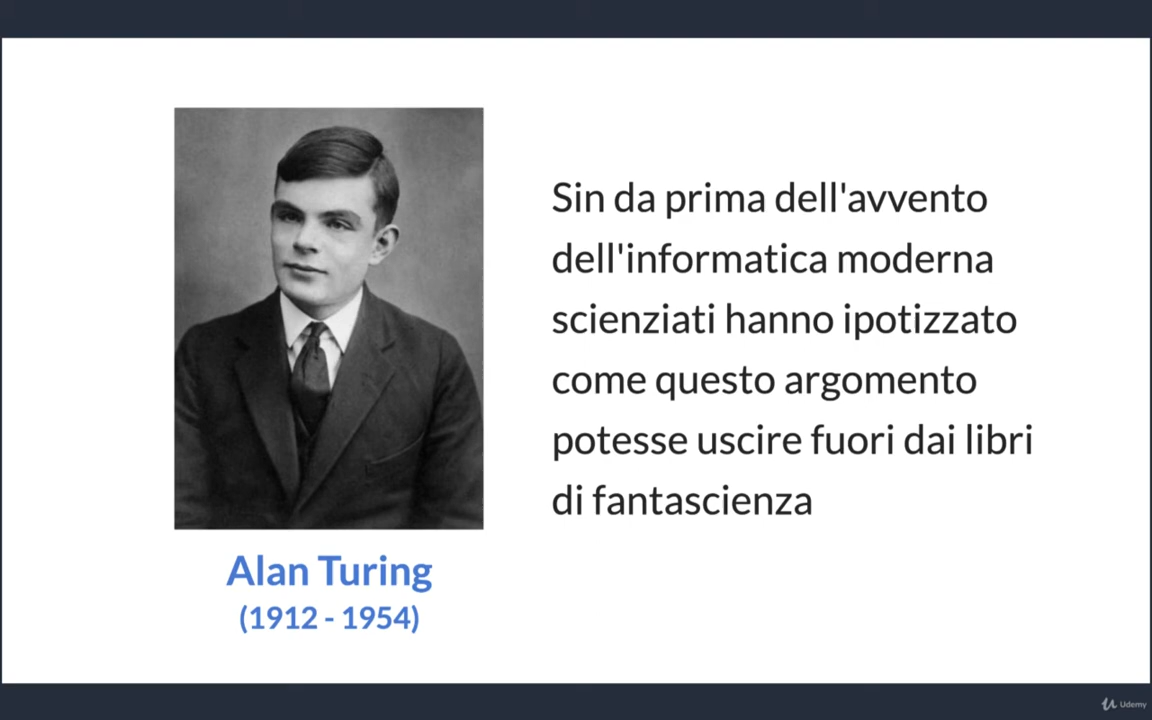 Sin da prima dell'avvento
dell'informatica moderna
scienziati hanno ipotizzato
come questo argomento
potesse uscire fuori dai libri
di fantascienza
Alan Turing
(1912 - 1954)
Udemy